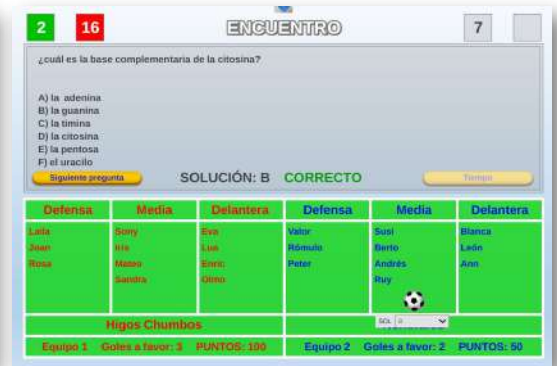 2 16 ENCUENTRO 7
¿cuál es la base complementaria de la citosina?
A) la adenina
B) la guanina
C) la timina
D) la citosina
E) la pentosa
F) el uracilo
Siguiente pregunta SOLUCIÓN: B CORRECTO Tiempo
Defensa Media Delantera Defensa Media Delantera
Laila Sony Eva Valor Susi Blanca
Joan Iris Lua Rómulo Berto León
Rosa Mateo Enric Peter Andrés Ann
Sandra Olmo Ruy
GOL 0
Higos Chumbos
Equipo 1 Goles a favor: 3 PUNTOS: 100 Equipo 2 Goles a favor: 2 PUNTOS: 50